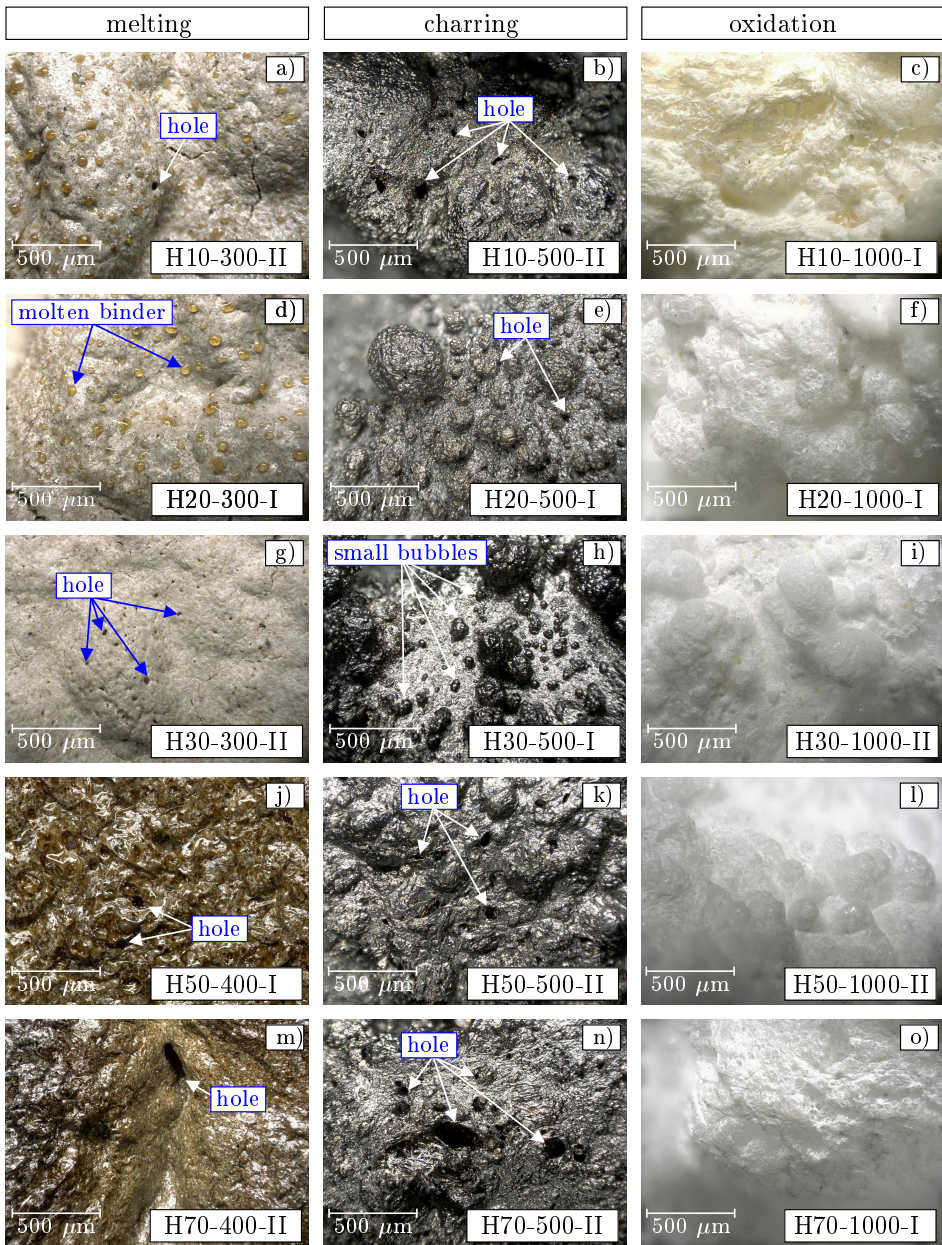 melting
charring
oxidation
a)
hole
500 μm
H10-300-II
b)
hole
500 μm
H10-500-II
c)
500 μm
H10-1000-I
d)
molten binder
500 μm
H20-300-I
e)
hole
500 μm
H20-500-I
f)
500 μm
H20-1000-I
g)
hole
500 μm
H30-300-II
h)
small bubbles
500 μm
H30-500-I
i)
500 μm
H30-1000-II
j)
hole
500 μm
H50-400-I
k)
hole
500 μm
H50-500-II
l)
500 μm
H50-1000-II
m)
hole
500 μm
H70-400-II
n)
hole
500 μm
H70-500-II
o)
500 μm
H70-1000-I